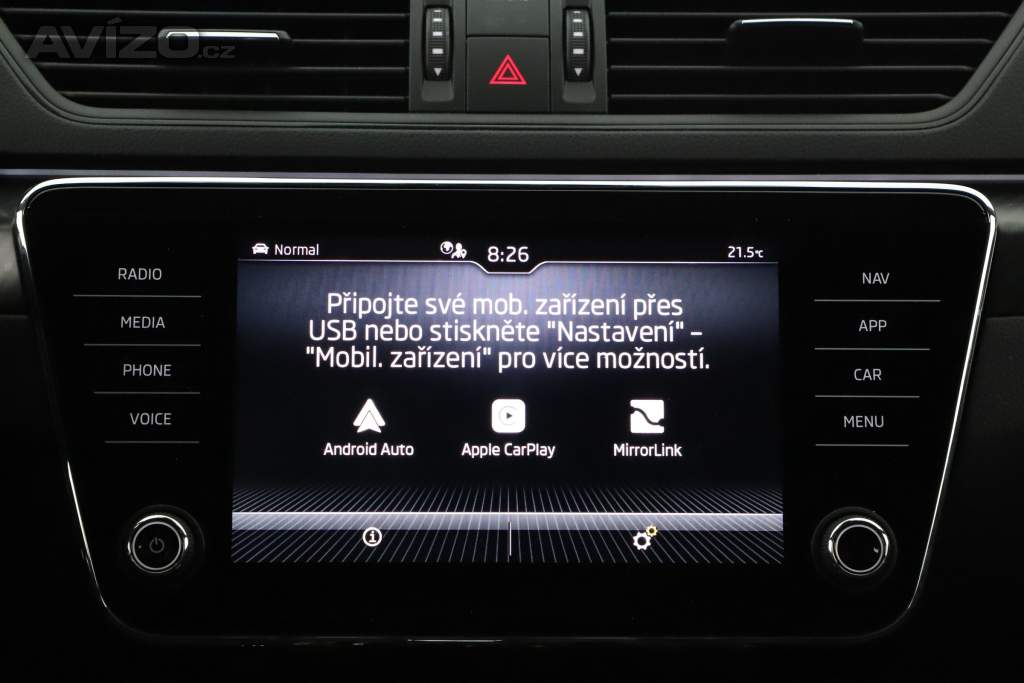 AVÍZO.cz
Normal
8:26
21.5°C
RADIO
MEDIA
PHONE
VOICE
Připojte své mob. zařízení přes
USB nebo stiskněte "Nastavení" –
"Mobil. zařízení" pro více možností.
Android Auto
Apple CarPlay
MirrorLink
NAV
APP
CAR
MENU